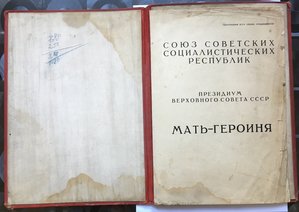 СОЮЗ СОВЕТСКИХ
СОЦИАЛИСТИЧЕСКИХ
РЕСПУБЛИК
ПРЕЗИДИУМ
ВЕРХОВНОГО СОВЕТА СССР
МАТЬ-ГЕРОИНЯ